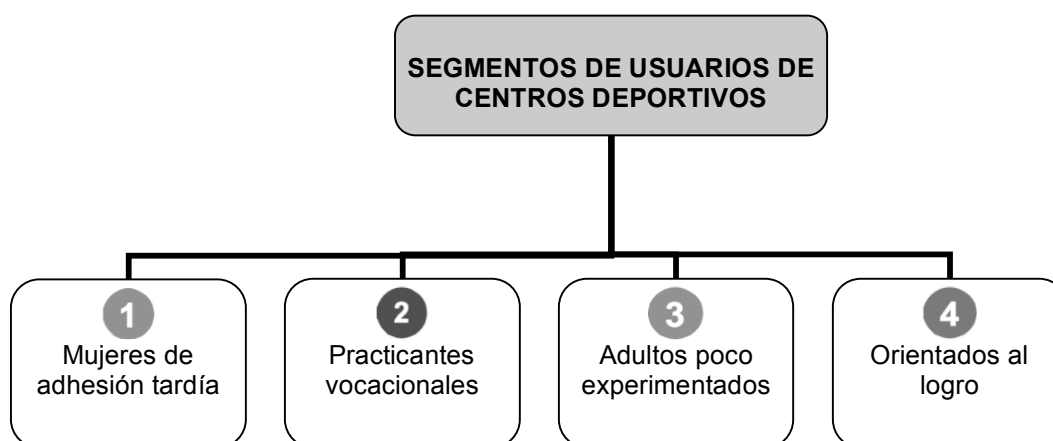 SEGMENTOS DE USUARIOS DE
CENTROS DEPORTIVOS
1
Mujeres de
adhesión tardía
2
Practicantes
vocacionales
3
Adultos poco
experimentados
4
Orientados al
logro